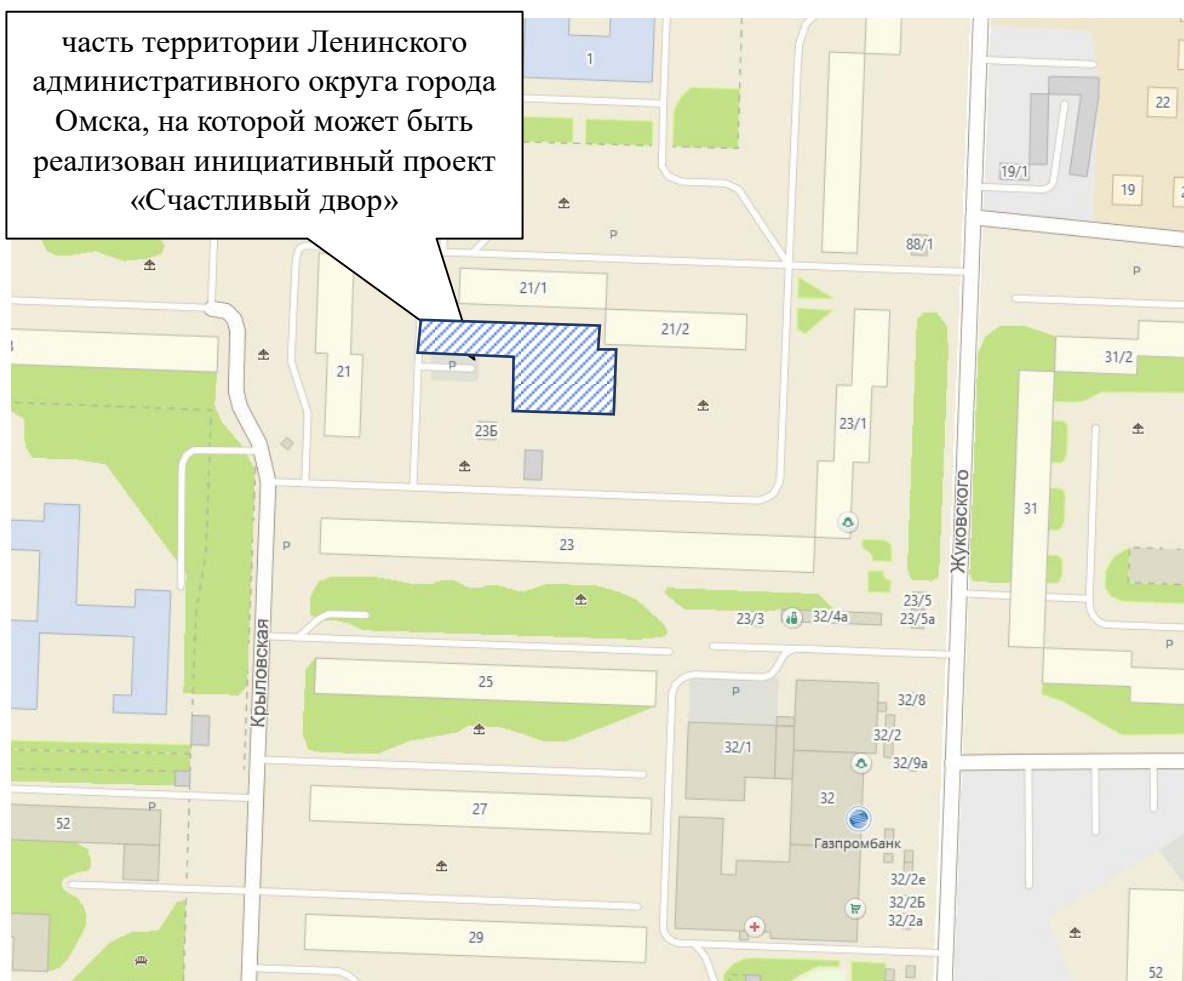 часть территории Ленинского
административного округа города
Омска, на которой может быть
реализован инициативный проект
«Счастливый двор»
1
22
19/1
19
P
88/1
P
21/1
21/2
31/2
21
P
23Б
23/1
Жуковского
31
P
23
23/5
23/3
32/4а
23/5а
Крыловская
P
25
P
32/8
32/2
32/1
32/9а
32
P
27
52
Газпромбанк
32/2е
32/2Б
32/2а
29
52